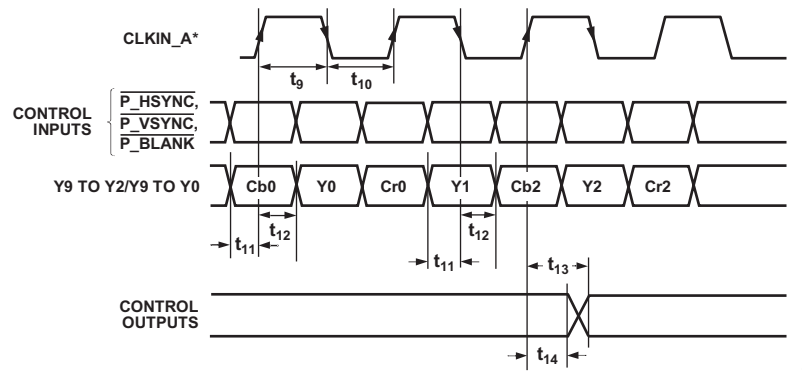 CLKIN_A*
t9
t10
CONTROL INPUTS
P_HSYNC,
P_VSYNC,
P_BLANK
Y9 TO Y2/Y9 TO Y0
Cb0
Y0
Cr0
Y1
Cb2
Y2
Cr2
t11
t12
t11
t12
t13
CONTROL OUTPUTS
t14